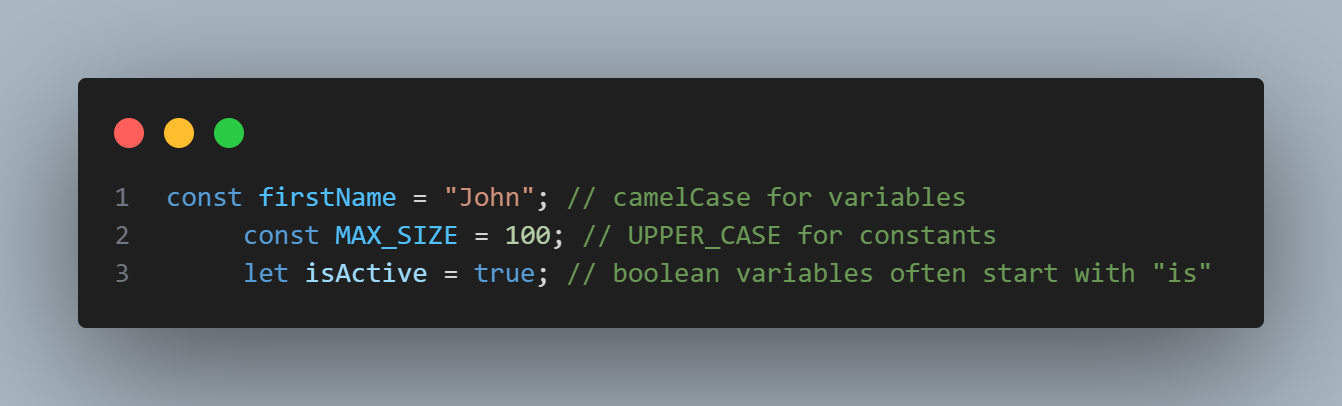 1 const firstName = "John"; // camelCase for variables
2      const MAX_SIZE = 100; // UPPER_CASE for constants
3      let isActive = true; // boolean variables often start with "is"